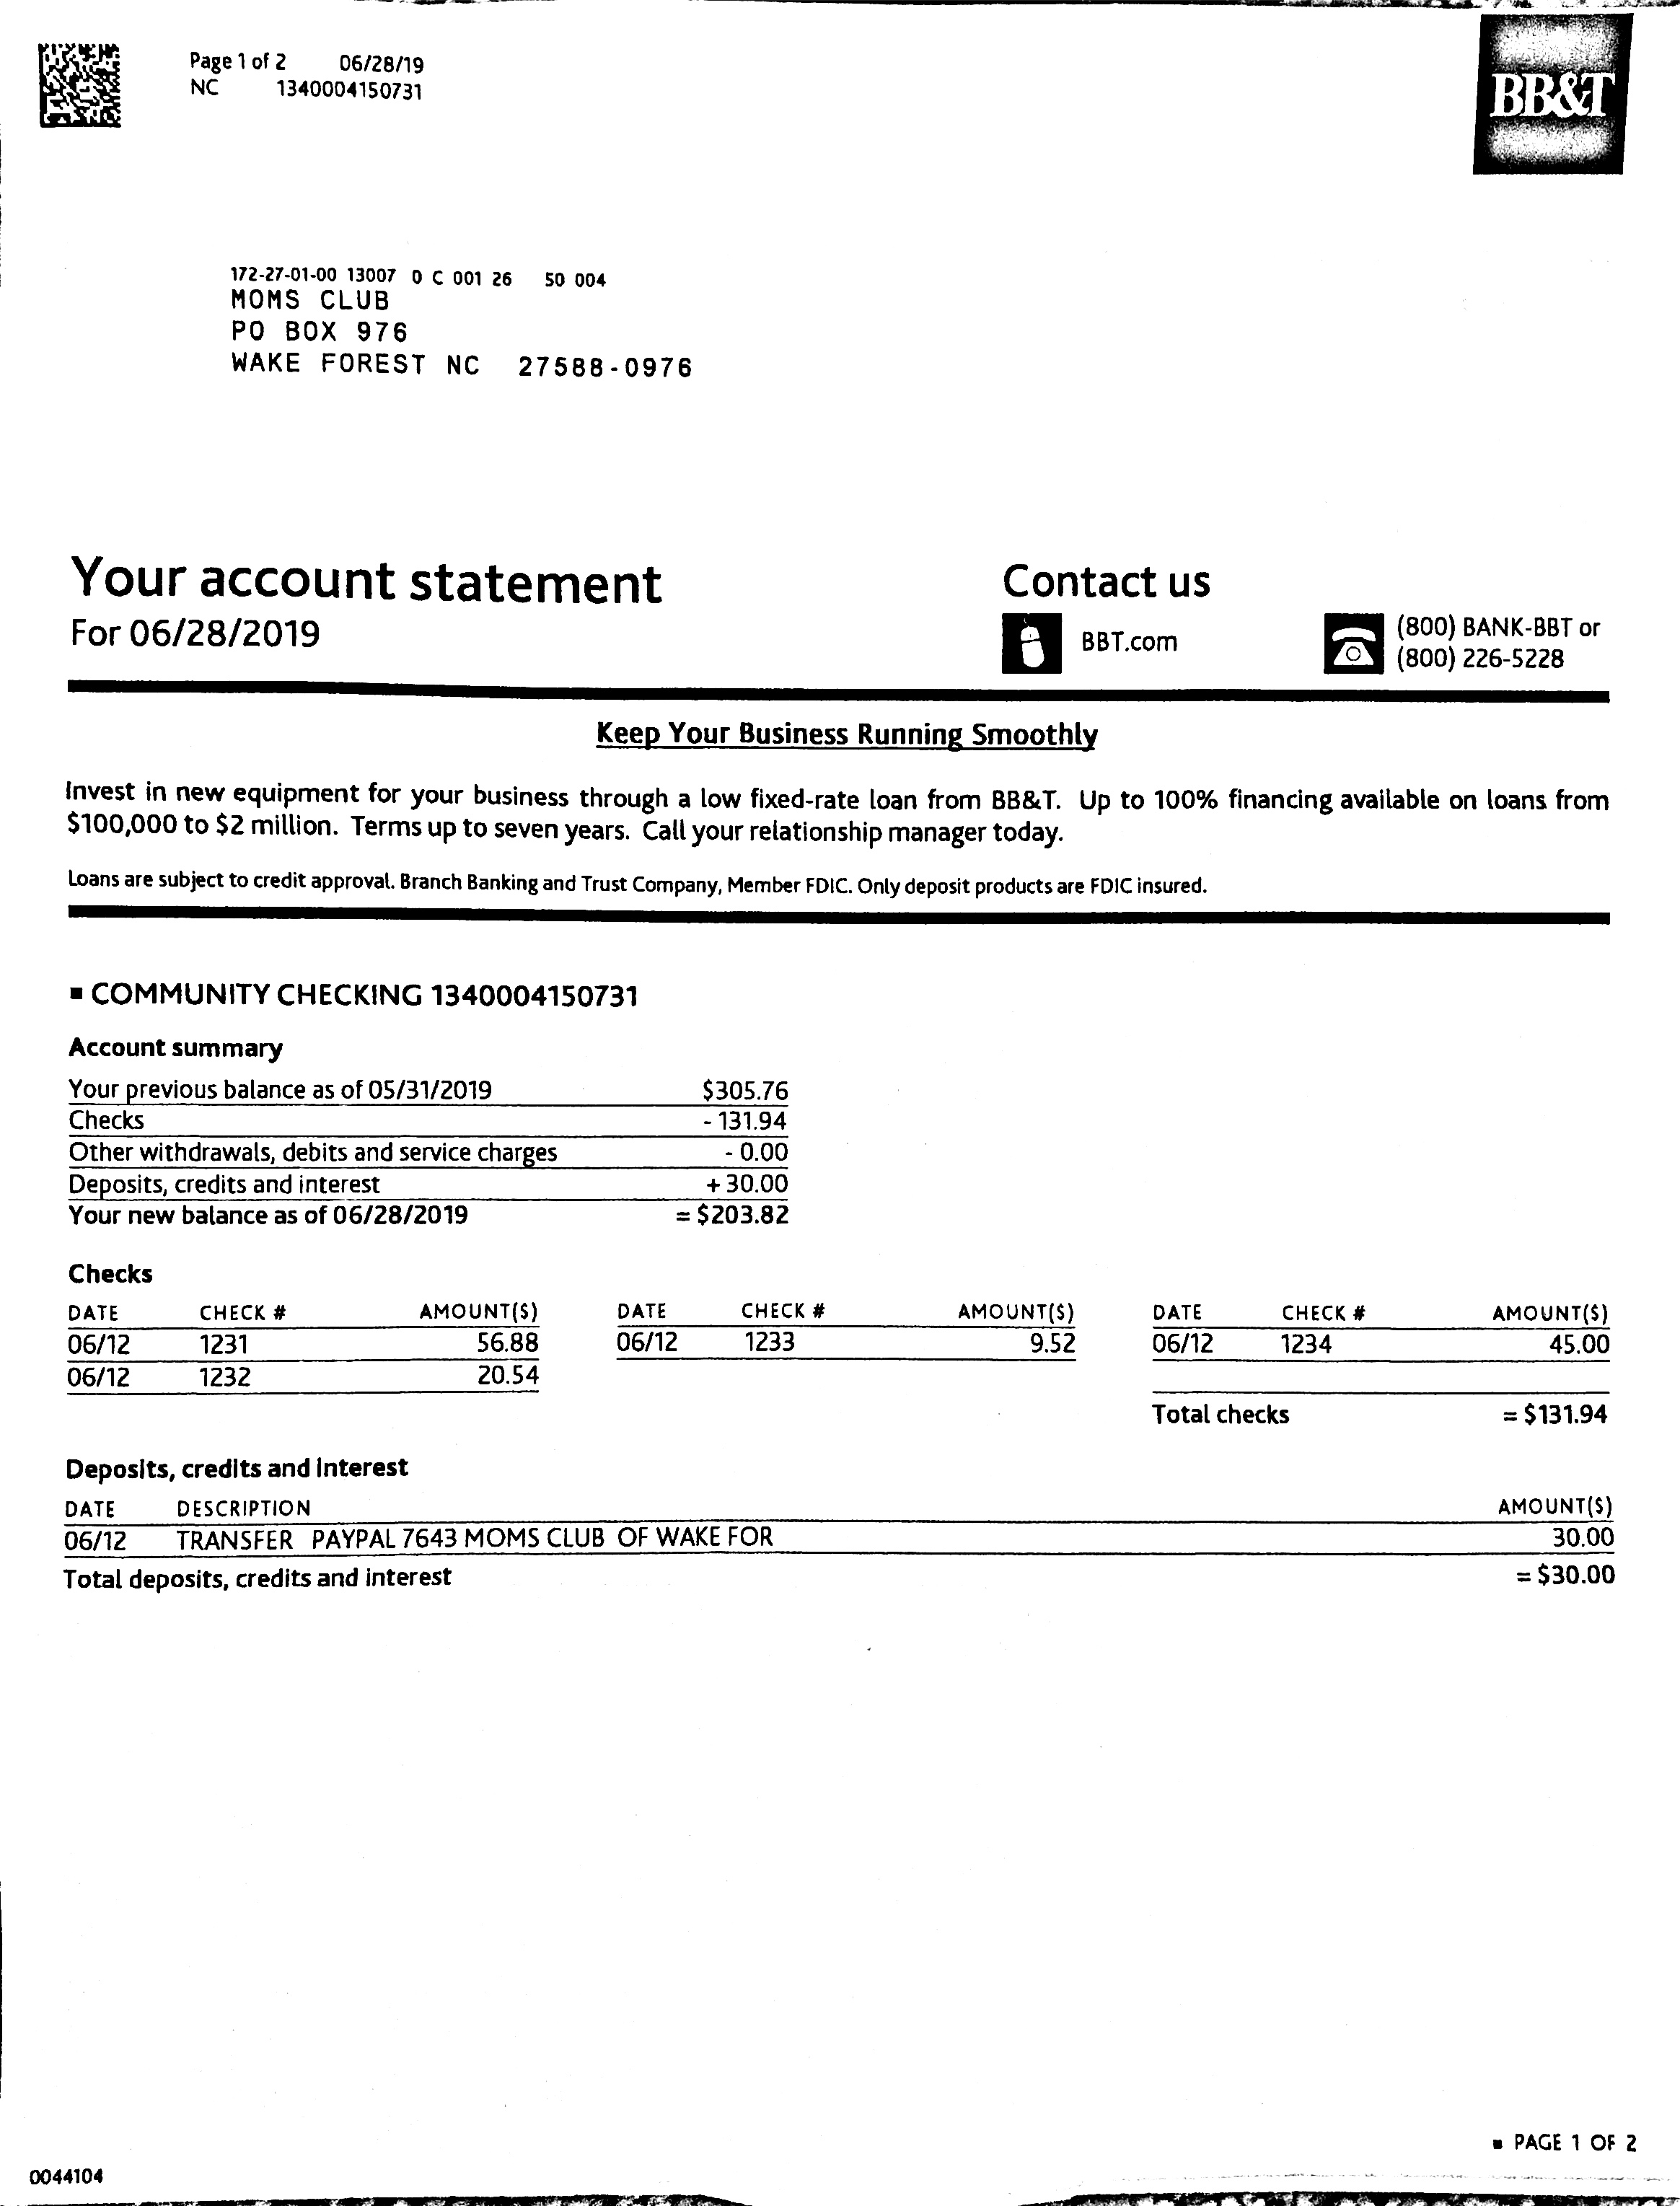 Page 1 of 2 06/28/19
NC 1340004150731
BB&T
172-27-01-00 13007 0 C 001 26 50 004
MOMS CLUB
PO BOX 976
WAKE FOREST NC 27588-0976
Your account statement
For 06/28/2019
Contact us
BBT.com
(800) BANK-BBT or
(800) 226-5228
Keep Your Business Running Smoothly
Invest in new equipment for your business through a low fixed-rate loan from BB&T. Up to 100% financing available on loans from
$100,000 to $2 million. Terms up to seven years. Call your relationship manager today.
Loans are subject to credit approval. Branch Banking and Trust Company, Member FDIC. Only deposit products are FDIC insured.
▪ COMMUNITY CHECKING 1340004150731
Account summary
Your previous balance as of 05/31/2019 $305.76
Checks - 131.94
Other withdrawals, debits and service charges - 0.00
Deposits, credits and interest + 30.00
Your new balance as of 06/28/2019 = $203.82
Checks
DATE CHECK # AMOUNT($) DATE CHECK # AMOUNT($) DATE CHECK # AMOUNT($)
06/12 1231 56.88 06/12 1233 9.52 06/12 1234 45.00
06/12 1232 20.54
Total checks = $131.94
Deposits, credits and interest
DATE DESCRIPTION AMOUNT($)
06/12 TRANSFER PAYPAL 7643 MOMS CLUB OF WAKE FOR 30.00
Total deposits, credits and interest = $30.00
▪ PAGE 1 OF 2
0044104